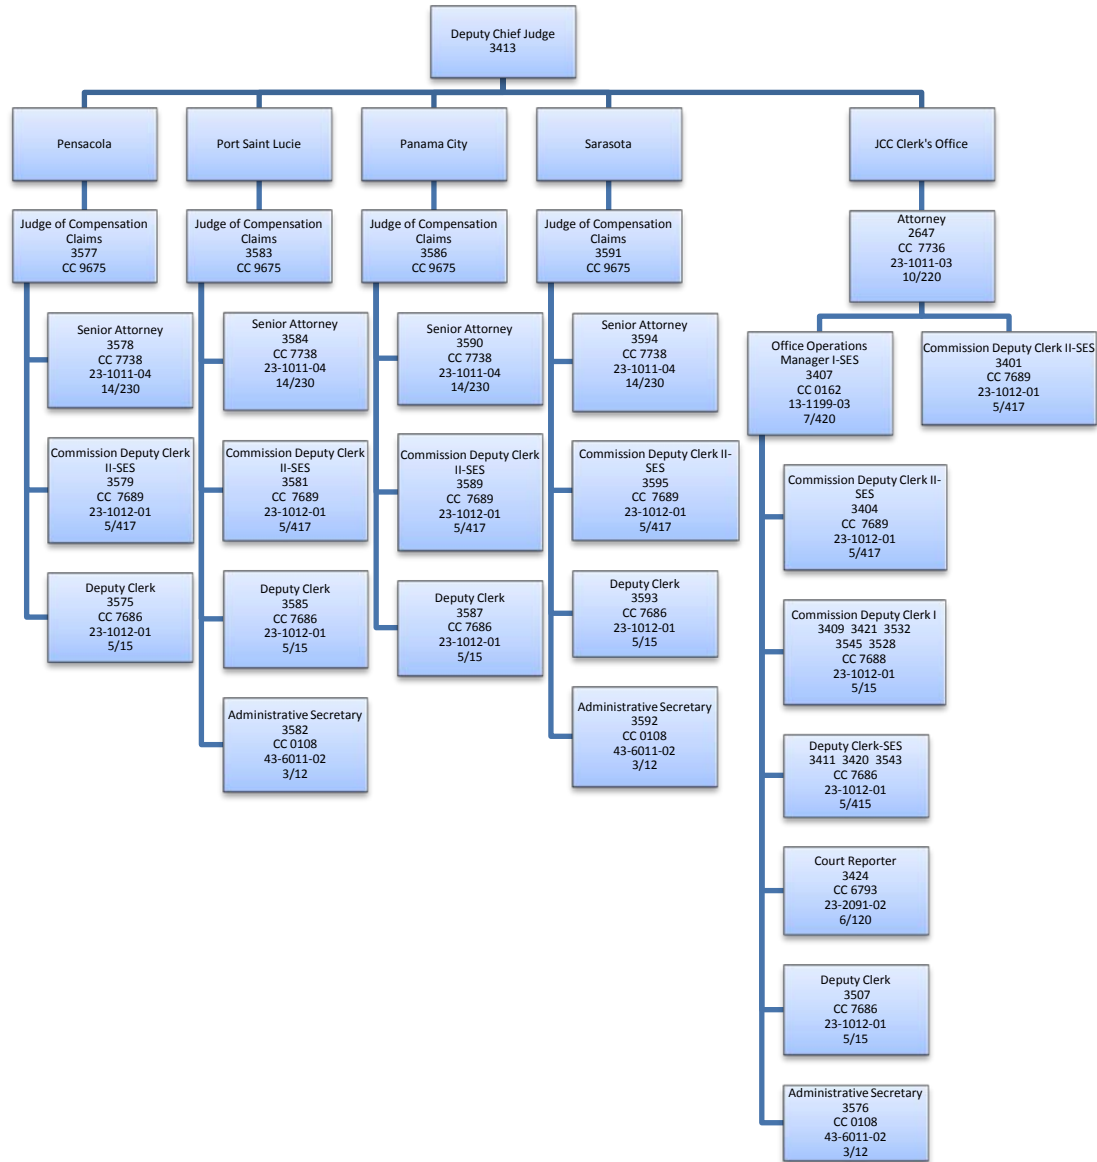 Deputy Chief Judge
3413
Pensacola
Port Saint Lucie
Panama City
Sarasota
JCC Clerk's Office
Judge of Compensation
Claims
3577
CC 9675
Judge of Compensation
Claims
3583
CC 9675
Judge of Compensation
Claims
3586
CC 9675
Judge of Compensation
Claims
3591
CC 9675
Attorney
2647
CC 7736
23-1011-03
10/220
Senior Attorney
3578
CC 7738
23-1011-04
14/230
Senior Attorney
3584
CC 7738
23-1011-04
14/230
Senior Attorney
3590
CC 7738
23-1011-04
14/230
Senior Attorney
3594
CC 7738
23-1011-04
14/230
Office Operations
Manager I-SES
3407
CC 0162
13-1199-03
7/420
Commission Deputy Clerk II-SES
3401
CC 7689
23-1012-01
5/417
Commission Deputy Clerk
II-SES
3579
CC 7689
23-1012-01
5/417
Commission Deputy Clerk
II-SES
3581
CC 7689
23-1012-01
5/417
Commission Deputy Clerk
II-SES
3589
CC 7689
23-1012-01
5/417
Commission Deputy Clerk II-
SES
3595
CC 7689
23-1012-01
5/417
Commission Deputy Clerk II-
SES
3404
CC 7689
23-1012-01
5/417
Deputy Clerk
3575
CC 7686
23-1012-01
5/15
Deputy Clerk
3585
CC 7686
23-1012-01
5/15
Deputy Clerk
3587
CC 7686
23-1012-01
5/15
Deputy Clerk
3593
CC 7686
23-1012-01
5/15
Commission Deputy Clerk I
3409 3421 3532
3545 3528
CC 7688
23-1012-01
5/15
Administrative Secretary
3582
CC 0108
43-6011-02
3/12
Administrative Secretary
3592
CC 0108
43-6011-02
3/12
Deputy Clerk-SES
3411 3420 3543
CC 7686
23-1012-01
5/415
Court Reporter
3424
CC 6793
23-2091-02
6/120
Deputy Clerk
3507
CC 7686
23-1012-01
5/15
Administrative Secretary
3576
CC 0108
43-6011-02
3/12